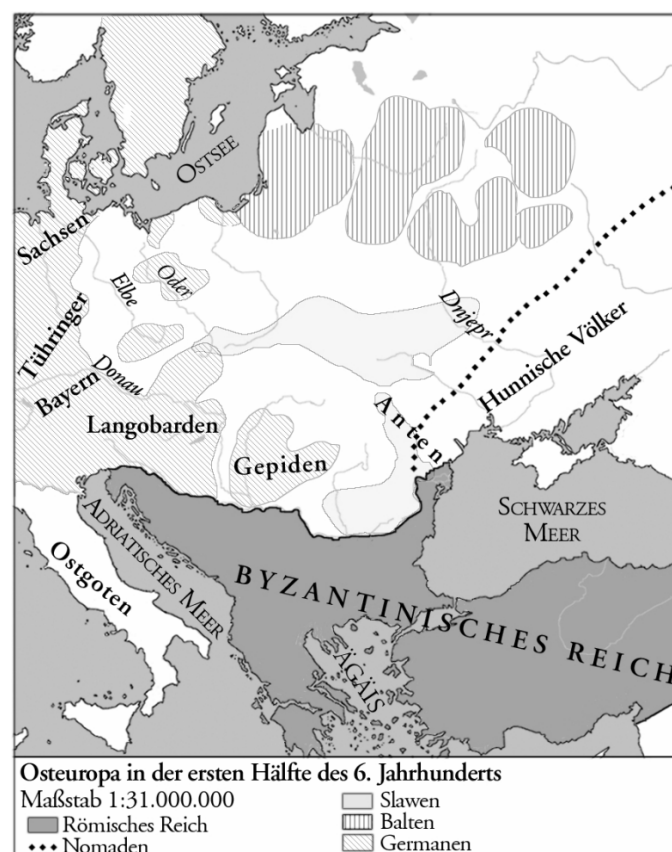 OSTSEE
Sachsen
Elbe
Oder
Thüringer
Donau
Bayern
Dnjepr
Hunnische Völker
Langobarden
Anten
Gepiden
SCHWARZES
MEER
ADRIATISCHES MEER
Ostgoten
BYZANTINISCHES REICH
ÄGÄIS
Osteuropa in der ersten Hälfte des 6. Jahrhunderts
Maßstab 1:31.000.000
Römisches Reich
Nomaden
Slawen
Balten
Germanen